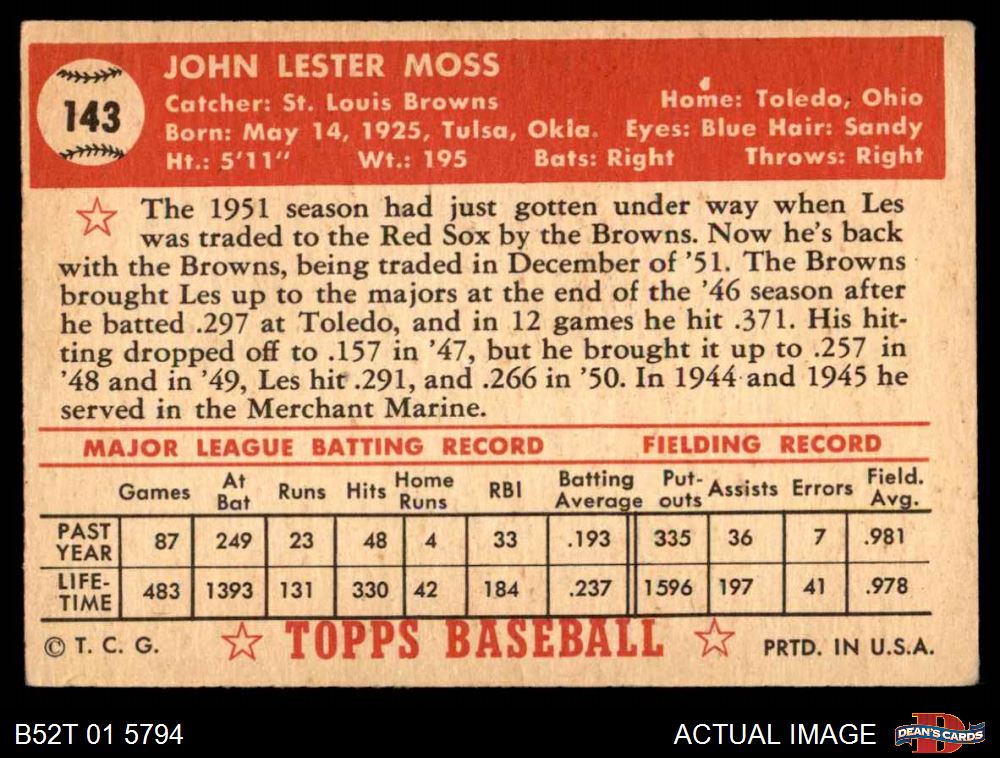 143
JOHN LESTER MOSS
Catcher: St. Louis Browns Home: Toledo, Ohio
Born: May 14, 1925, Tulsa, Okla. Eyes: Blue Hair: Sandy
Ht.: 5'11" Wt.: 195 Bats: Right Throws: Right
The 1951 season had just gotten under way when Les
was traded to the Red Sox by the Browns. Now he's back
with the Browns, being traded in December of '51. The Browns
brought Les up to the majors at the end of the '46 season after
he batted .297 at Toledo, and in 12 games he hit .371. His hit-
ting dropped off to .157 in '47, but he brought it up to .257 in
'48 and in '49, Les hit .291, and .266 in '50. In 1944 and 1945 he
served in the Merchant Marine.
MAJOR LEAGUE BATTING RECORD FIELDING RECORD
Games At Bat Runs Hits Home Runs RBI Batting Average Put-outs Assists Errors Field. Avg.
PAST YEAR 87 249 23 48 4 33 .193 335 36 7 .981
LIFE-TIME 483 1393 131 330 42 184 .237 1596 197 41 .978
© T. C. G. TOPPS BASEBALL PRTD. IN U.S.A.
B52T 01 5794 ACTUAL IMAGE D DEAN'S CARDS